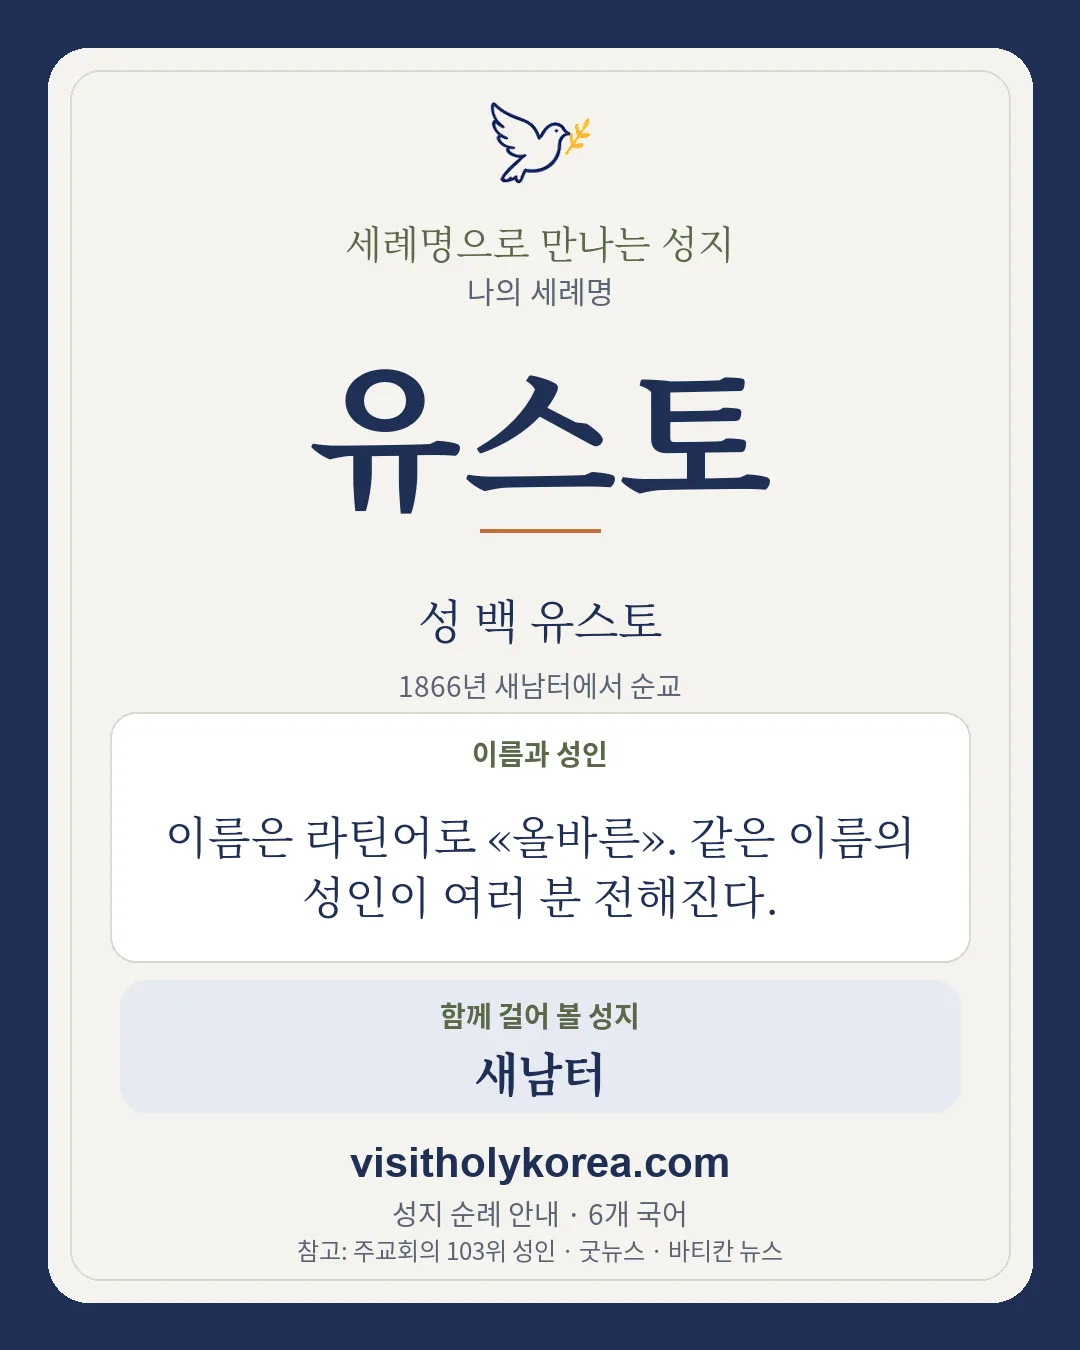 세례명으로 만나는 성지
나의 세례명
유스토
성 백 유스토
1866년 새남터에서 순교
이름과 성인
이름은 라틴어로 «올바른». 같은 이름의
성인이 여러 분 전해진다.
함께 걸어 볼 성지
새남터
visitholykorea.com
성지 순례 안내 · 6개 국어
참고: 주교회의 103위 성인 · 굿뉴스 · 바티칸 뉴스